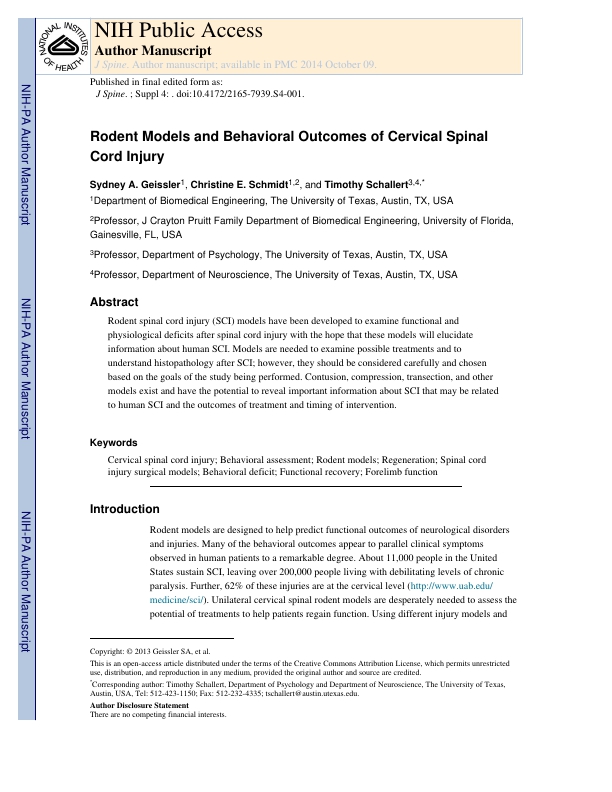 NATIONAL INSTITUTES
OF HEALTH
NIH Public Access
Author Manuscript
J Spine. Author manuscript; available in PMC 2014 October 09.
Published in final edited form as:
J Spine. ; Suppl 4: . doi:10.4172/2165-7939.S4-001.
Rodent Models and Behavioral Outcomes of Cervical Spinal
Cord Injury
Sydney A. Geissler1, Christine E. Schmidt1,2, and Timothy Schallert3,4,*
1Department of Biomedical Engineering, The University of Texas, Austin, TX, USA
2Professor, J Crayton Pruitt Family Department of Biomedical Engineering, University of Florida,
Gainesville, FL, USA
3Professor, Department of Psychology, The University of Texas, Austin, TX, USA
4Professor, Department of Neuroscience, The University of Texas, Austin, TX, USA
Abstract
Rodent spinal cord injury (SCI) models have been developed to examine functional and
physiological deficits after spinal cord injury with the hope that these models will elucidate
information about human SCI. Models are needed to examine possible treatments and to
understand histopathology after SCI; however, they should be considered carefully and chosen
based on the goals of the study being performed. Contusion, compression, transection, and other
models exist and have the potential to reveal important information about SCI that may be related
to human SCI and the outcomes of treatment and timing of intervention.
Keywords
Cervical spinal cord injury; Behavioral assessment; Rodent models; Regeneration; Spinal cord
injury surgical models; Behavioral deficit; Functional recovery; Forelimb function
Introduction
Rodent models are designed to help predict functional outcomes of neurological disorders
and injuries. Many of the behavioral outcomes appear to parallel clinical symptoms
observed in human patients to a remarkable degree. About 11,000 people in the United
States sustain SCI, leaving over 200,000 people living with debilitating levels of chronic
paralysis. Further, 62% of these injuries are at the cervical level (http://www.uab.edu/
medicine/sci/). Unilateral cervical spinal rodent models are desperately needed to assess the
potential of treatments to help patients regain function. Using different injury models and
Copyright: © 2013 Geissler SA, et al.
This is an open-access article distributed under the terms of the Creative Commons Attribution License, which permits unrestricted
use, distribution, and reproduction in any medium, provided the original author and source are credited.
*Corresponding author: Timothy Schallert, Department of Psychology and Department of Neuroscience, The University of Texas,
Austin, USA, Tel: 512-423-1150; Fax: 512-232-4335; tschallert@austin.utexas.edu.
Author Disclosure Statement
There are no competing financial interests.
NIH-PA Author Manuscript
NIH-PA Author Manuscript
NIH-PA Author Manuscript